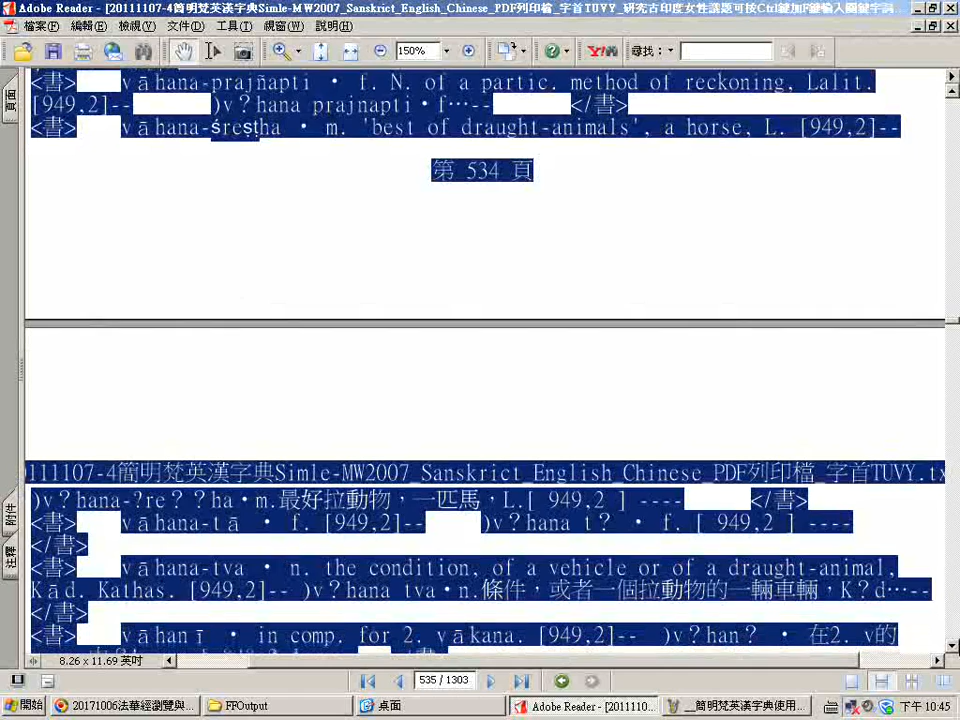 Adobe Reader - [20111107-4簡明梵英漢字典Simle-MW2007_Sanskrict_English_Chinese_PDF列印檔_字首TUVY_研究古印度女性議題可按Ctrl鍵加F鍵輸入關鍵字詞...
檔案(F) 編輯(E) 檢視(V) 文件(D) 工具(T) 視窗(W) 說明(H)
150% 尋找:
頁面
<書> vāhana-prajñapti · f. N. of a partic. method of reckoning, Lalit.
[949,2]-- )v？hana prajnapti·f…-- </書>
<書> vāhana-śreṣṭha · m. 'best of draught-animals', a horse, L. [949,2]--
第 534 頁
0111107-4簡明梵英漢字典Simle-MW2007_Sanskrict_English_Chinese_PDF列印檔_字首TUVY.tx
)v？hana-?re？？ha·m.最好拉動物，一匹馬，L.[ 949,2 ] ---- </書>
<書> vāhana-tā · f. [949,2]-- )v？hana t？ · f. [ 949,2 ] ----
</書>
<書> vāhana-tva · n. the condition, of a vehicle or of a draught-animal,
Kād. Kathas. [949,2]-- )v？hana tva·n.條件，或者一個拉動物的一輛車輛，K？d…--
</書>
<書> vāhanī · in comp. for 2. vākana. [949,2]-- )v？han？ · 在2. v的
附件
注釋
8.26 x 11.69 英吋
535 / 1303
開始 20171006法華經瀏覽與... FFOutput 桌面 Adobe Reader - [201110... __簡明梵英字典使用... 下午 10:45